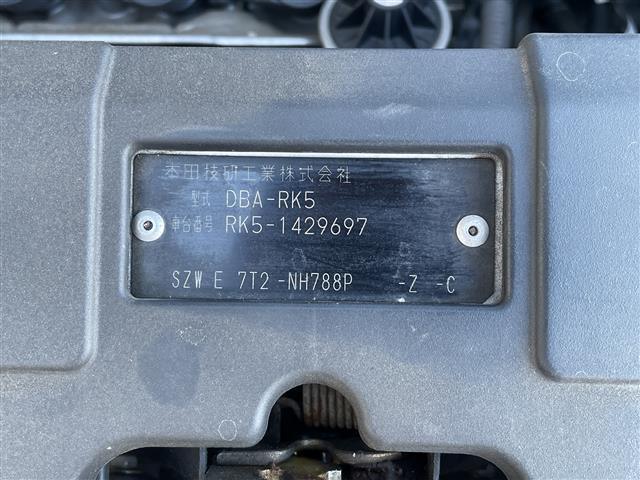 本田技研工業株式会社
型式 DBA-RK5
車台番号 RK5-1429697
SZW E 7T2 -NH788P -Z -C